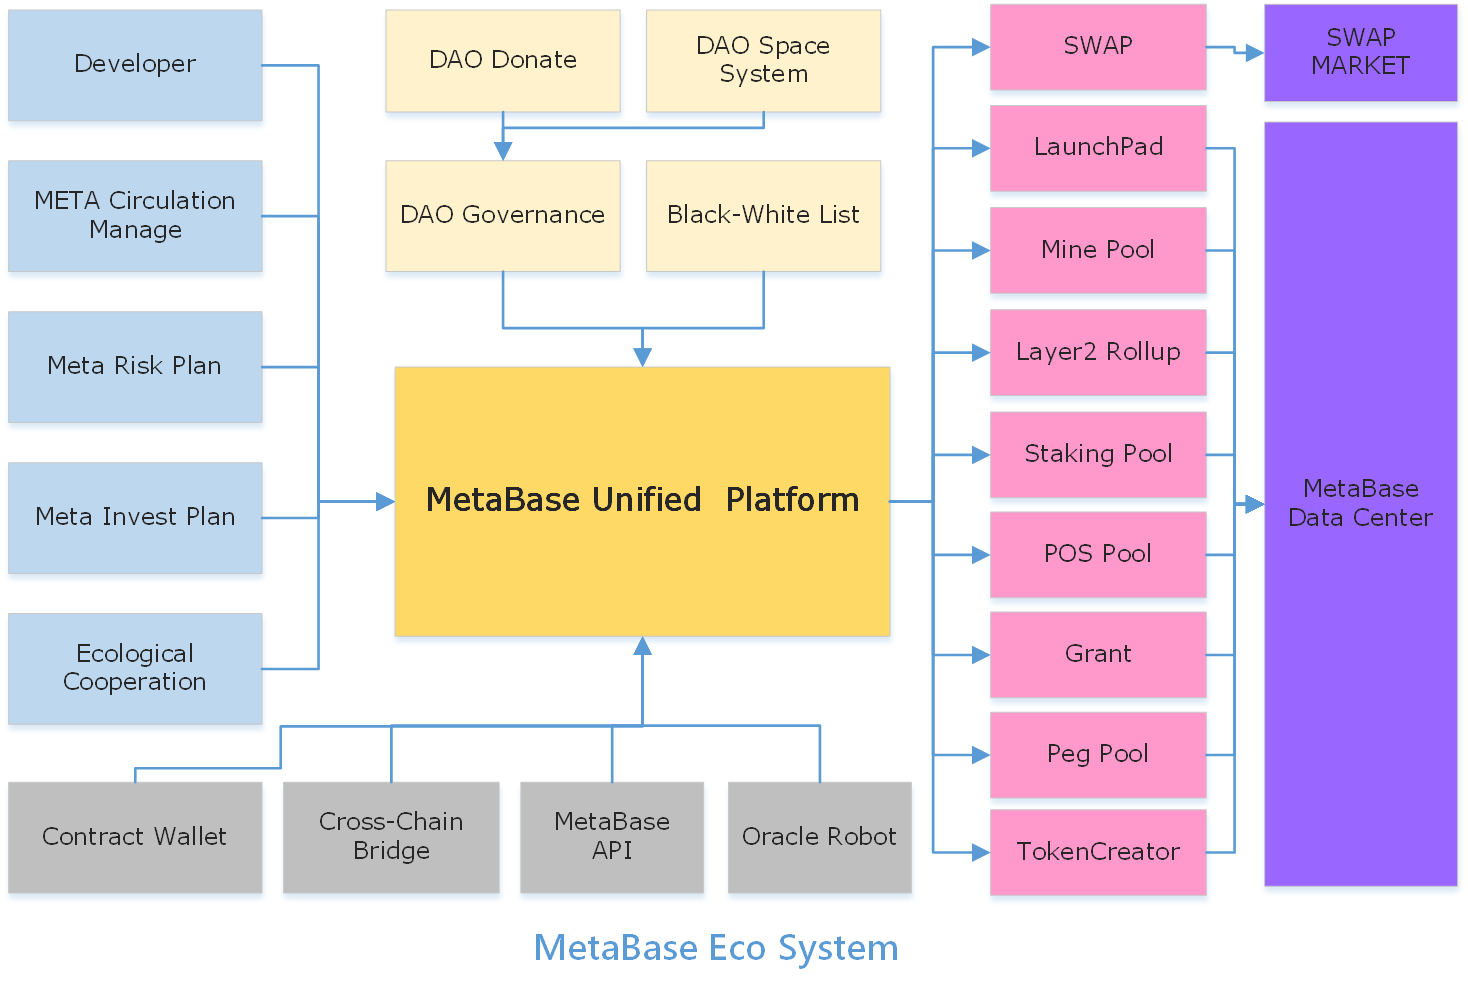 Developer
META Circulation
Manage
Meta Risk Plan
Meta Invest Plan
Ecological
Cooperation
DAO Donate
DAO Space
System
DAO Governance
Black-White List
MetaBase Unified  Platform
Contract Wallet
Cross-Chain
Bridge
MetaBase
API
Oracle Robot
SWAP
LaunchPad
Mine Pool
Layer2 Rollup
Staking Pool
POS Pool
Grant
Peg Pool
TokenCreator
SWAP
MARKET
MetaBase
Data Center
MetaBase Eco System